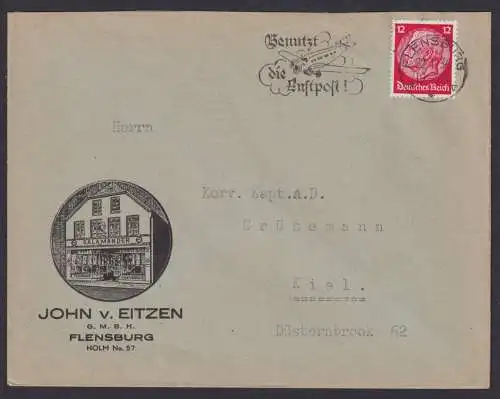 Benutzt
die
Luftpost!
12 12
Deutsches Reich
FLENSBURG
Herrn
Korv. Kapt.a.D.
Kiel.
Düsternbrook 62
SALAMANDER
JOHN v. EITZEN
G. M. B. H.
FLENSBURG
HOLM No. 57